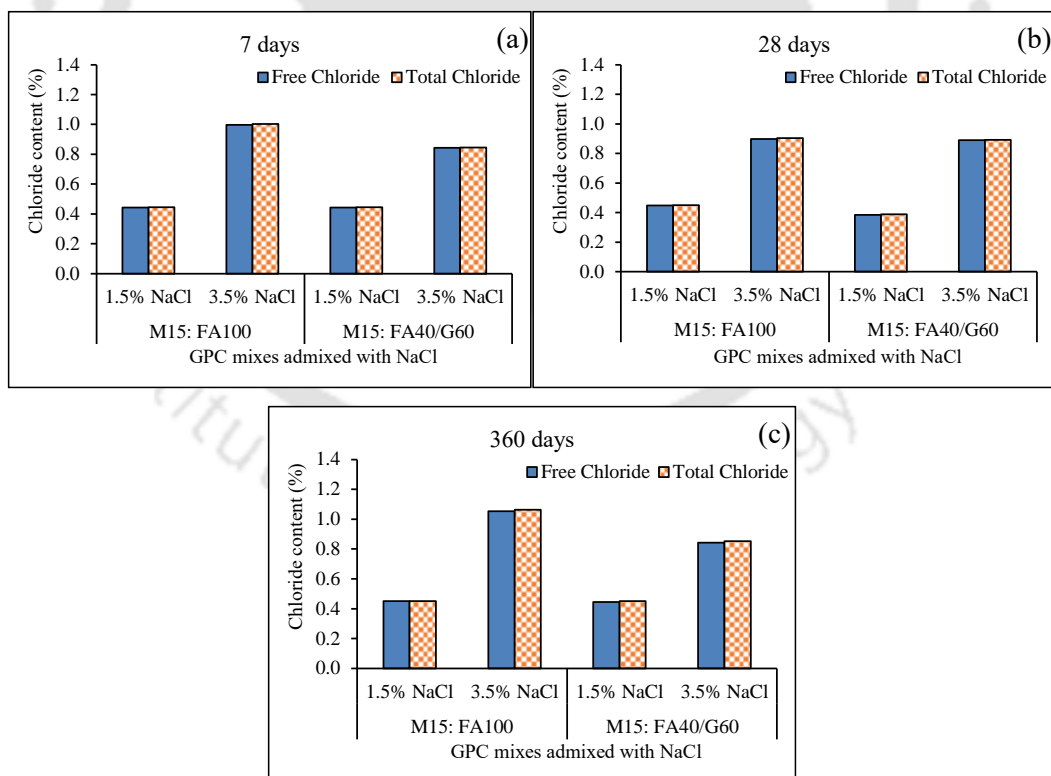 7 days
(a)
Free Chloride Total Chloride
Chloride content (%)
1.4
1.2
1.0
0.8
0.6
0.4
0.2
0.0
1.5% NaCl 3.5% NaCl 1.5% NaCl 3.5% NaCl
M15: FA100 M15: FA40/G60
GPC mixes admixed with NaCl
28 days
(b)
Free Chloride Total Chloride
Chloride content (%)
1.4
1.2
1.0
0.8
0.6
0.4
0.2
0.0
1.5% NaCl 3.5% NaCl 1.5% NaCl 3.5% NaCl
M15: FA100 M15: FA40/G60
GPC mixes admixed with NaCl
360 days
(c)
Free Chloride Total Chloride
Chloride content (%)
1.4
1.2
1.0
0.8
0.6
0.4
0.2
0.0
1.5% NaCl 3.5% NaCl 1.5% NaCl 3.5% NaCl
M15: FA100 M15: FA40/G60
GPC mixes admixed with NaCl